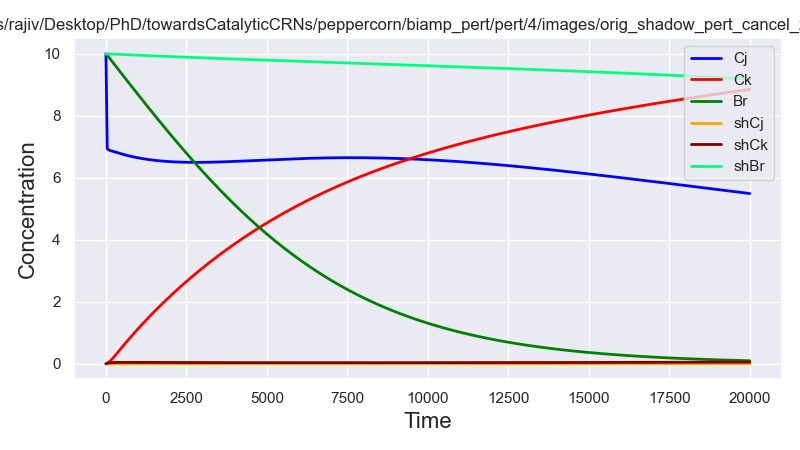 s/rajiv/Desktop/PhD/towardsCatalyticCRNs/peppercorn/biamp_pert/pert/4/images/orig_shadow_pert_cancel_
10
8
6
4
2
0
Concentration
Cj
Ck
Br
shCj
shCk
shBr
0 2500 5000 7500 10000 12500 15000 17500 20000
Time